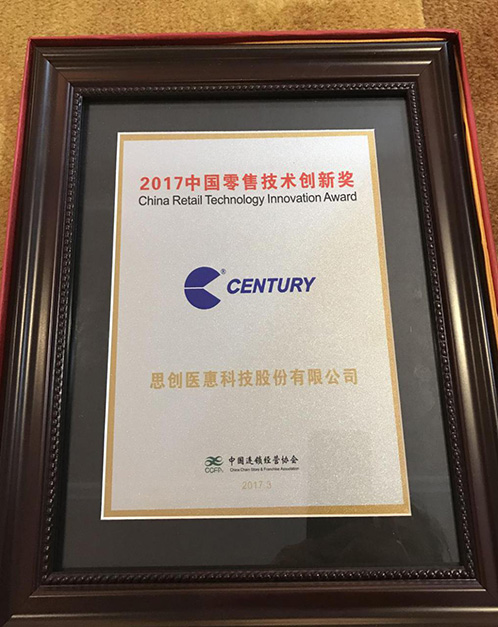 2017中国零售技术创新奖
China Retail Technology Innovation Award
® CENTURY
思创医惠科技股份有限公司
CCFA 中国连锁经营协会
China Chain Store & Franchise Association
2017.3